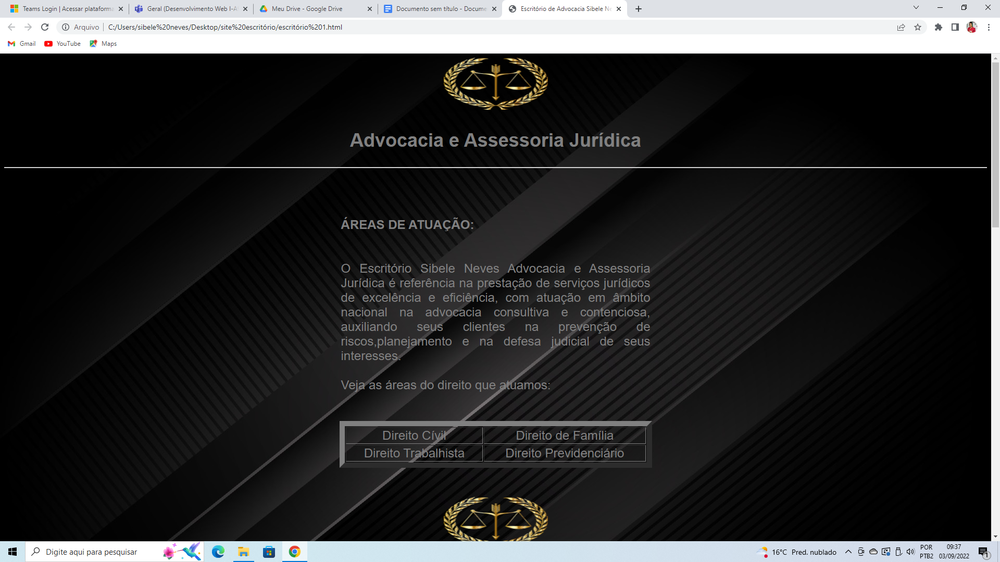 Teams Login | Acessar plataforma
Geral (Desenvolvimento Web I-A
Meu Drive - Google Drive
Documento sem título - Docume
Escritório de Advocacia Sibele Ne
Arquivo
C:/Users/sibele%20neves/Desktop/site%20escritório/escritório%201.html
Gmail
YouTube
Maps
Advocacia e Assessoria Jurídica
ÁREAS DE ATUAÇÃO:
O Escritório Sibele Neves Advocacia e Assessoria
Jurídica é referência na prestação de serviços jurídicos
de excelência e eficiência, com atuação em âmbito
nacional na advocacia consultiva e contenciosa,
auxiliando seus clientes na prevenção de
riscos,planejamento e na defesa judicial de seus
interesses.
Veja as áreas do direito que atuamos:
Direito Cívil
Direito de Família
Direito Trabalhista
Direito Previdenciário
Digite aqui para pesquisar
16°C Pred. nublado
POR
PTB2
09:37
03/09/2022
1